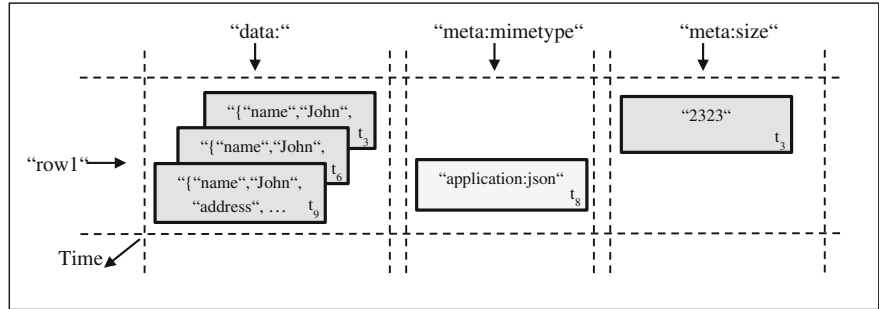 “data:“
“meta:mimetype“
“meta:size“
“{“name“,“John“,
t3
“{“name“,“John“,
t6
“{“name“,“John“,
“address“, …
t9
“application:json“
t8
“2323“
t3
“row1“
Time